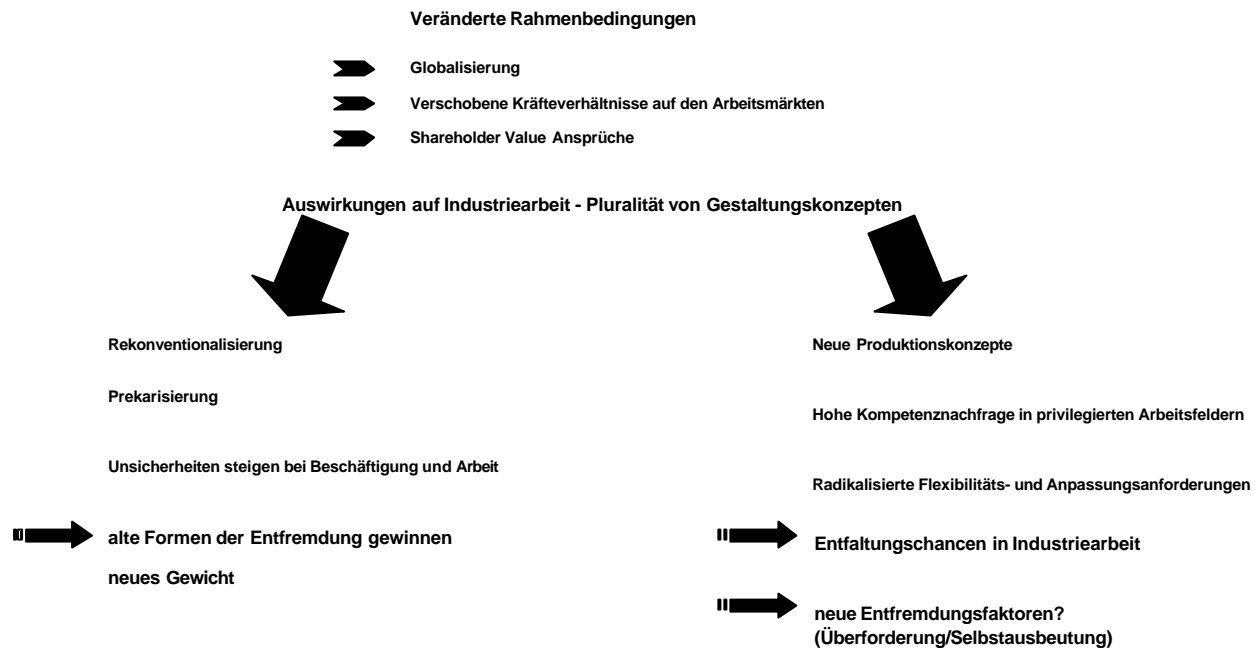 Veränderte Rahmenbedingungen
Globalisierung
Verschobene Kräfteverhältnisse auf den Arbeitsmärkten
Shareholder Value Ansprüche
Auswirkungen auf Industriearbeit - Pluralität von Gestaltungskonzepten
Rekonventionalisierung
Prekarisierung
Unsicherheiten steigen bei Beschäftigung und Arbeit
alte Formen der Entfremdung gewinnen
neues Gewicht
Neue Produktionskonzepte
Hohe Kompetenznachfrage in privilegierten Arbeitsfeldern
Radikalisierte Flexibilitäts- und Anpassungsanforderungen
Entfaltungschancen in Industriearbeit
neue Entfremdungsfaktoren?
(Überforderung/Selbstausbeutung)